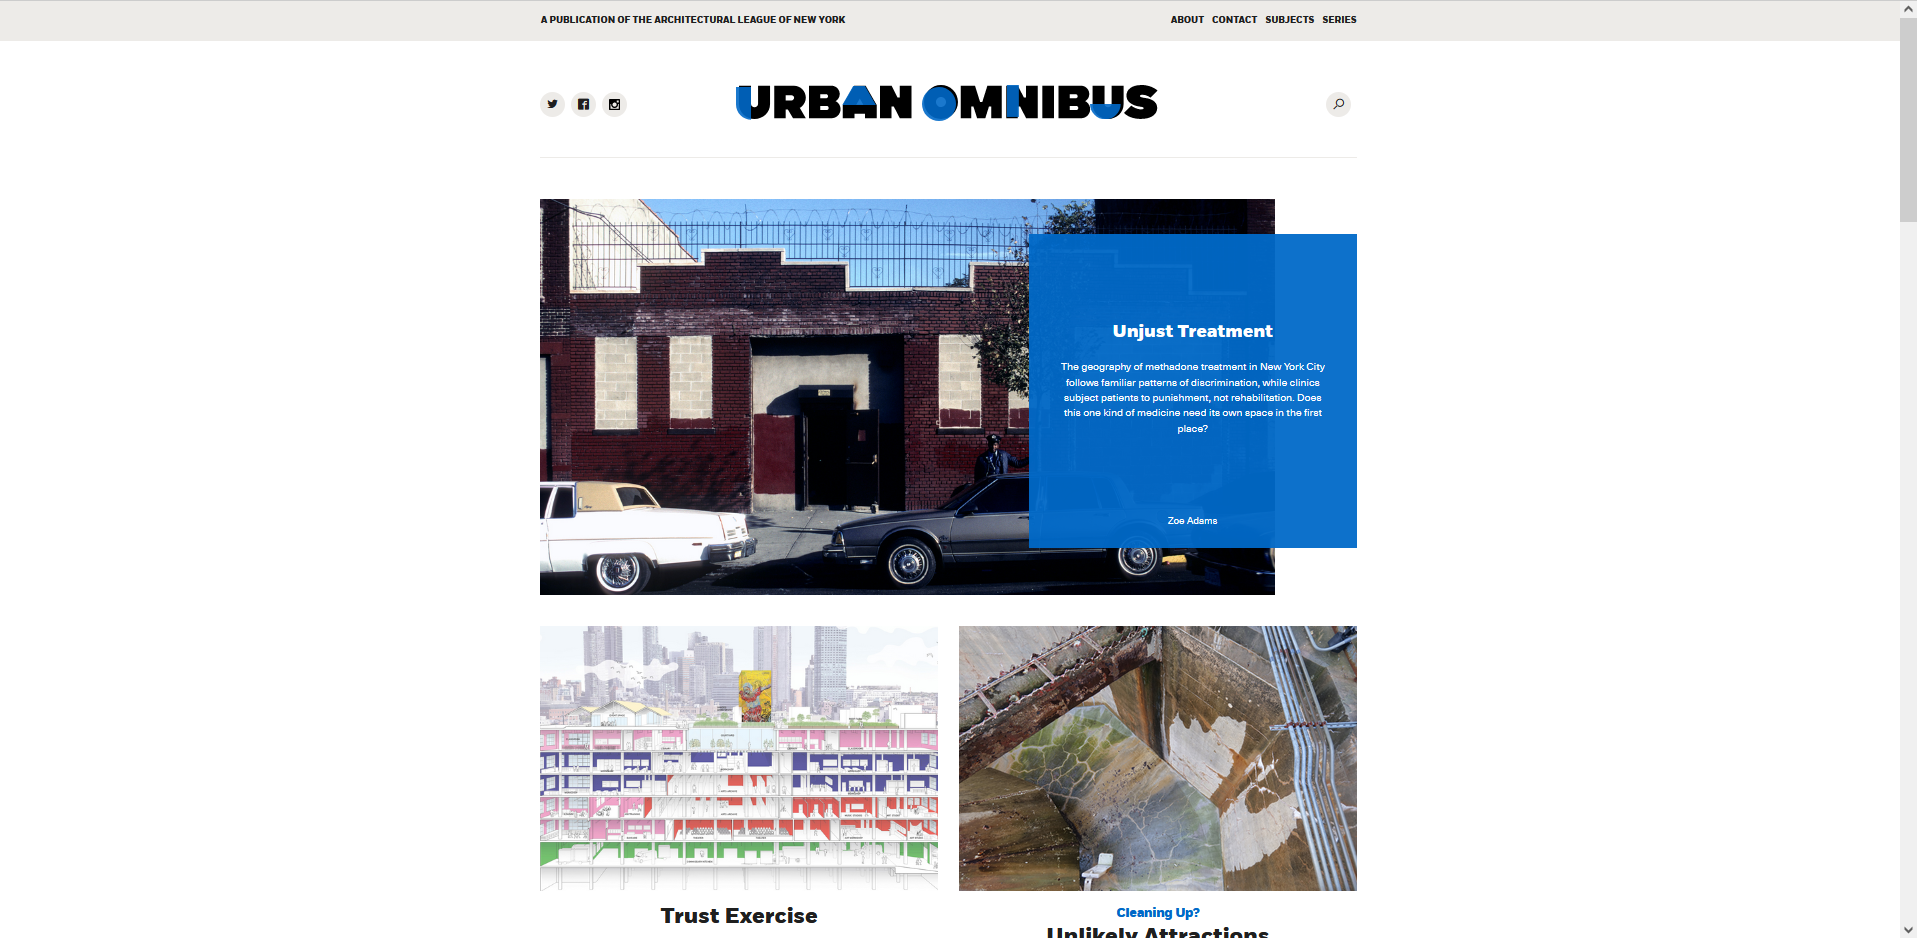 A PUBLICATION OF THE ARCHITECTURAL LEAGUE OF NEW YORK
ABOUT CONTACT SUBJECTS SERIES
URBAN OMNIBUS
Unjust Treatment
The geography of methadone treatment in New York City
follows familiar patterns of discrimination, while clinics
subject patients to punishment, not rehabilitation. Does
this one kind of medicine need its own space in the first
place?
Zoe Adams
Trust Exercise
Cleaning Up?
Unlikely Attractions